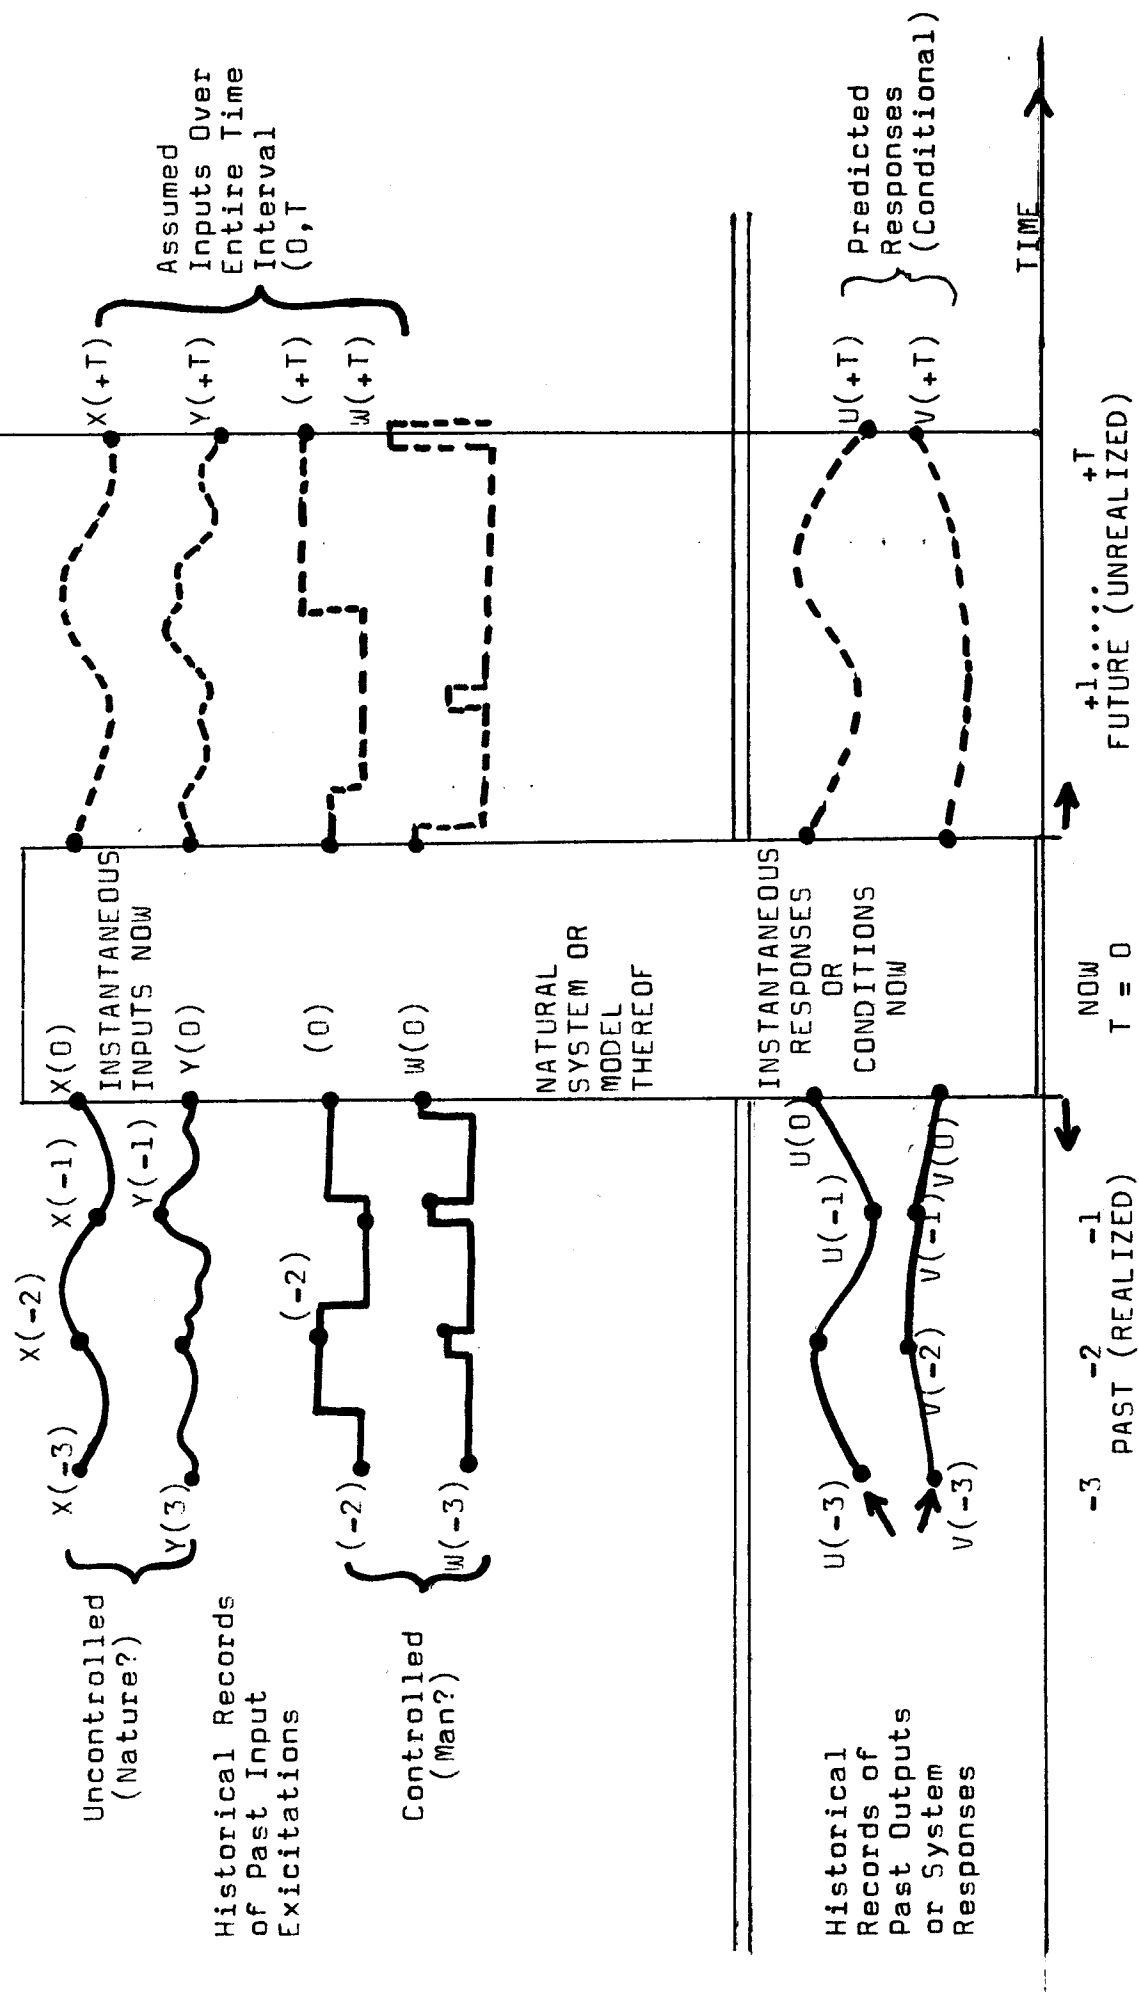 Uncontrolled
(Nature?)
Historical Records
of Past Input
Exicitations
Controlled
(Man?)
X(-3)
X(-2)
X(-1)
X(0)
Y(3)
Y(-1)
Y(0)
(-2)
(-2)
(0)
W(-3)
W(0)
INSTANTANEOUS
INPUTS NOW
NATURAL
SYSTEM OR
MODEL
THEREOF
X(+T)
Y(+T)
(+T)
W(+T)
Assumed
Inputs Over
Entire Time
Interval
(0,T
Historical
Records of
Past Outputs
or System
Responses
U(-3)
U(-1)
U(0)
V(-3)
V(-2)
V(-1)
V(0)
INSTANTANEOUS
RESPONSES
OR
CONDITIONS
NOW
U(+T)
V(+T)
Predicted
Responses
(Conditional)
TIME
-3 -2 -1
PAST (REALIZED)
NOW
T = 0
+1..... +T
FUTURE (UNREALIZED)